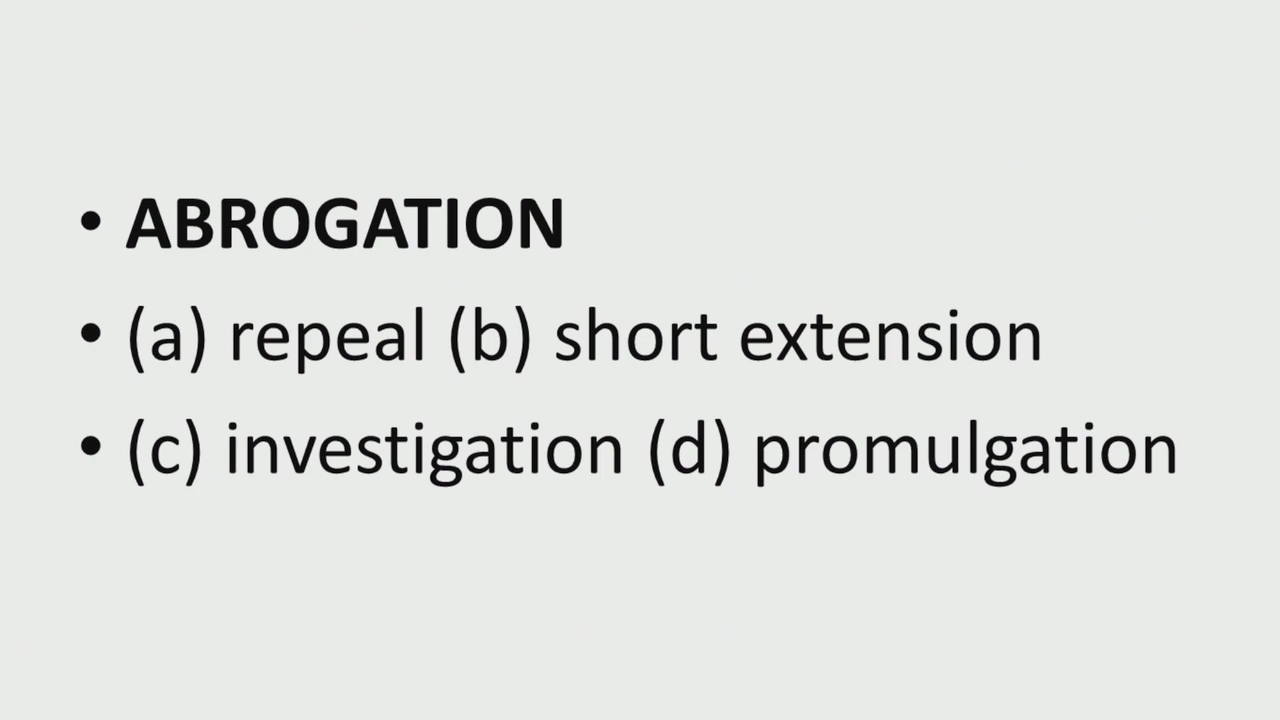 • ABROGATION
• (a) repeal (b) short extension
• (c) investigation (d) promulgation